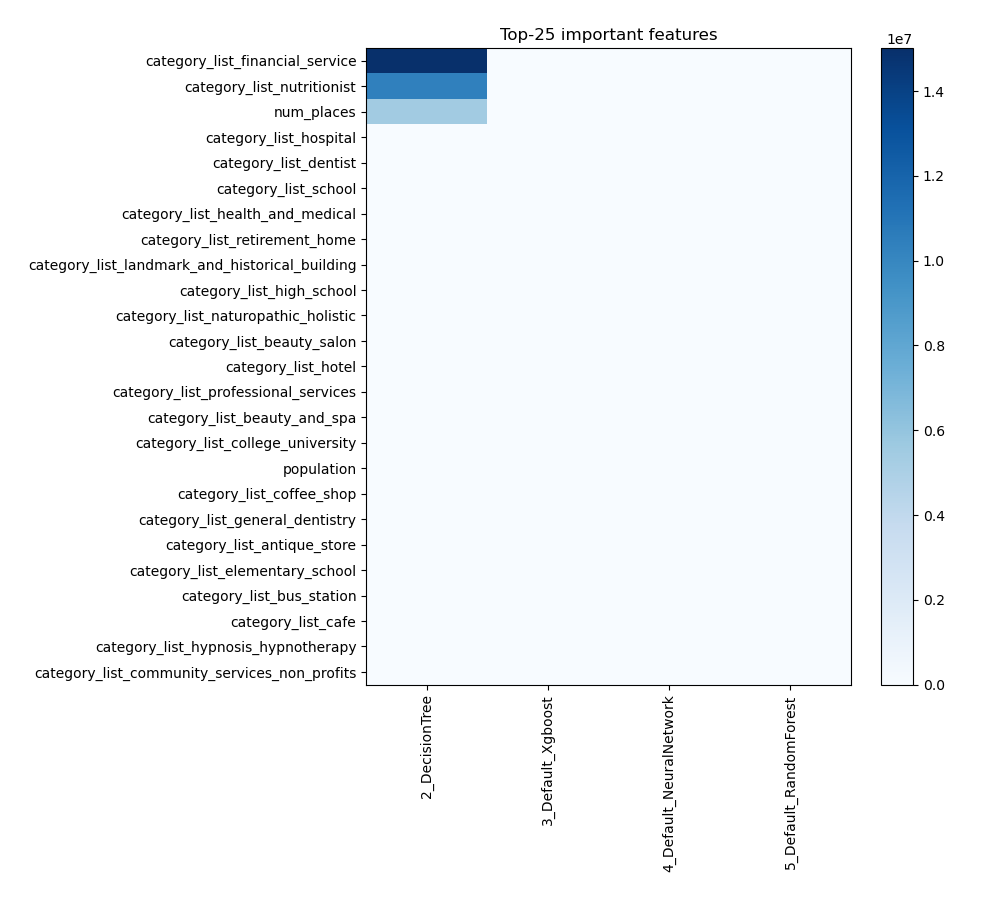 Top-25 important features
1e7
category_list_financial_service
category_list_nutritionist
num_places
category_list_hospital
category_list_dentist
category_list_school
category_list_health_and_medical
category_list_retirement_home
category_list_landmark_and_historical_building
category_list_high_school
category_list_naturopathic_holistic
category_list_beauty_salon
category_list_hotel
category_list_professional_services
category_list_beauty_and_spa
category_list_college_university
population
category_list_coffee_shop
category_list_general_dentistry
category_list_antique_store
category_list_elementary_school
category_list_bus_station
category_list_cafe
category_list_hypnosis_hypnotherapy
category_list_community_services_non_profits
1.4
1.2
1.0
0.8
0.6
0.4
0.2
0.0
2_DecisionTree
3_Default_Xgboost
4_Default_NeuralNetwork
5_Default_RandomForest